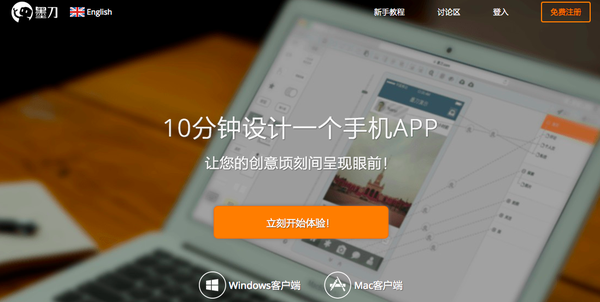 墨刀
English
新手教程
讨论区
登入
免费注册
10分钟设计一个手机APP
让您的创意顷刻间呈现眼前!
立刻开始体验!
Windows客户端
Mac客户端